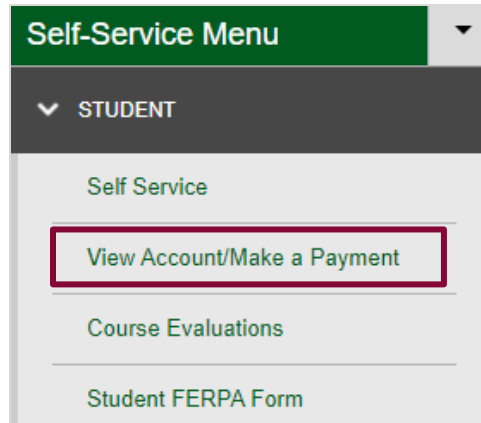 Self-Service Menu
STUDENT
Self Service
View Account/Make a Payment
Course Evaluations
Student FERPA Form